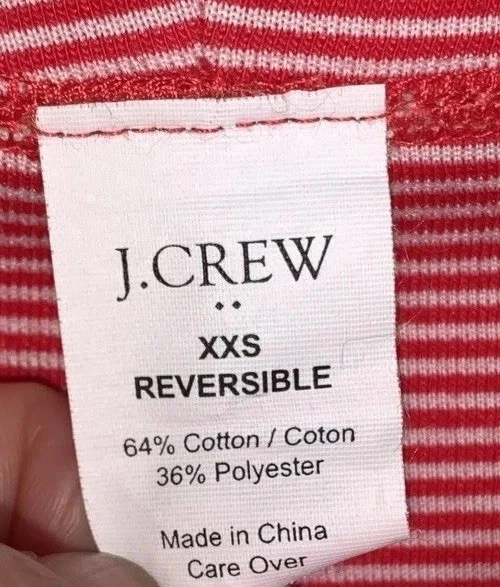 J.CREW
XXS
REVERSIBLE
64% Cotton / Coton
36% Polyester
Made in China
Care Over